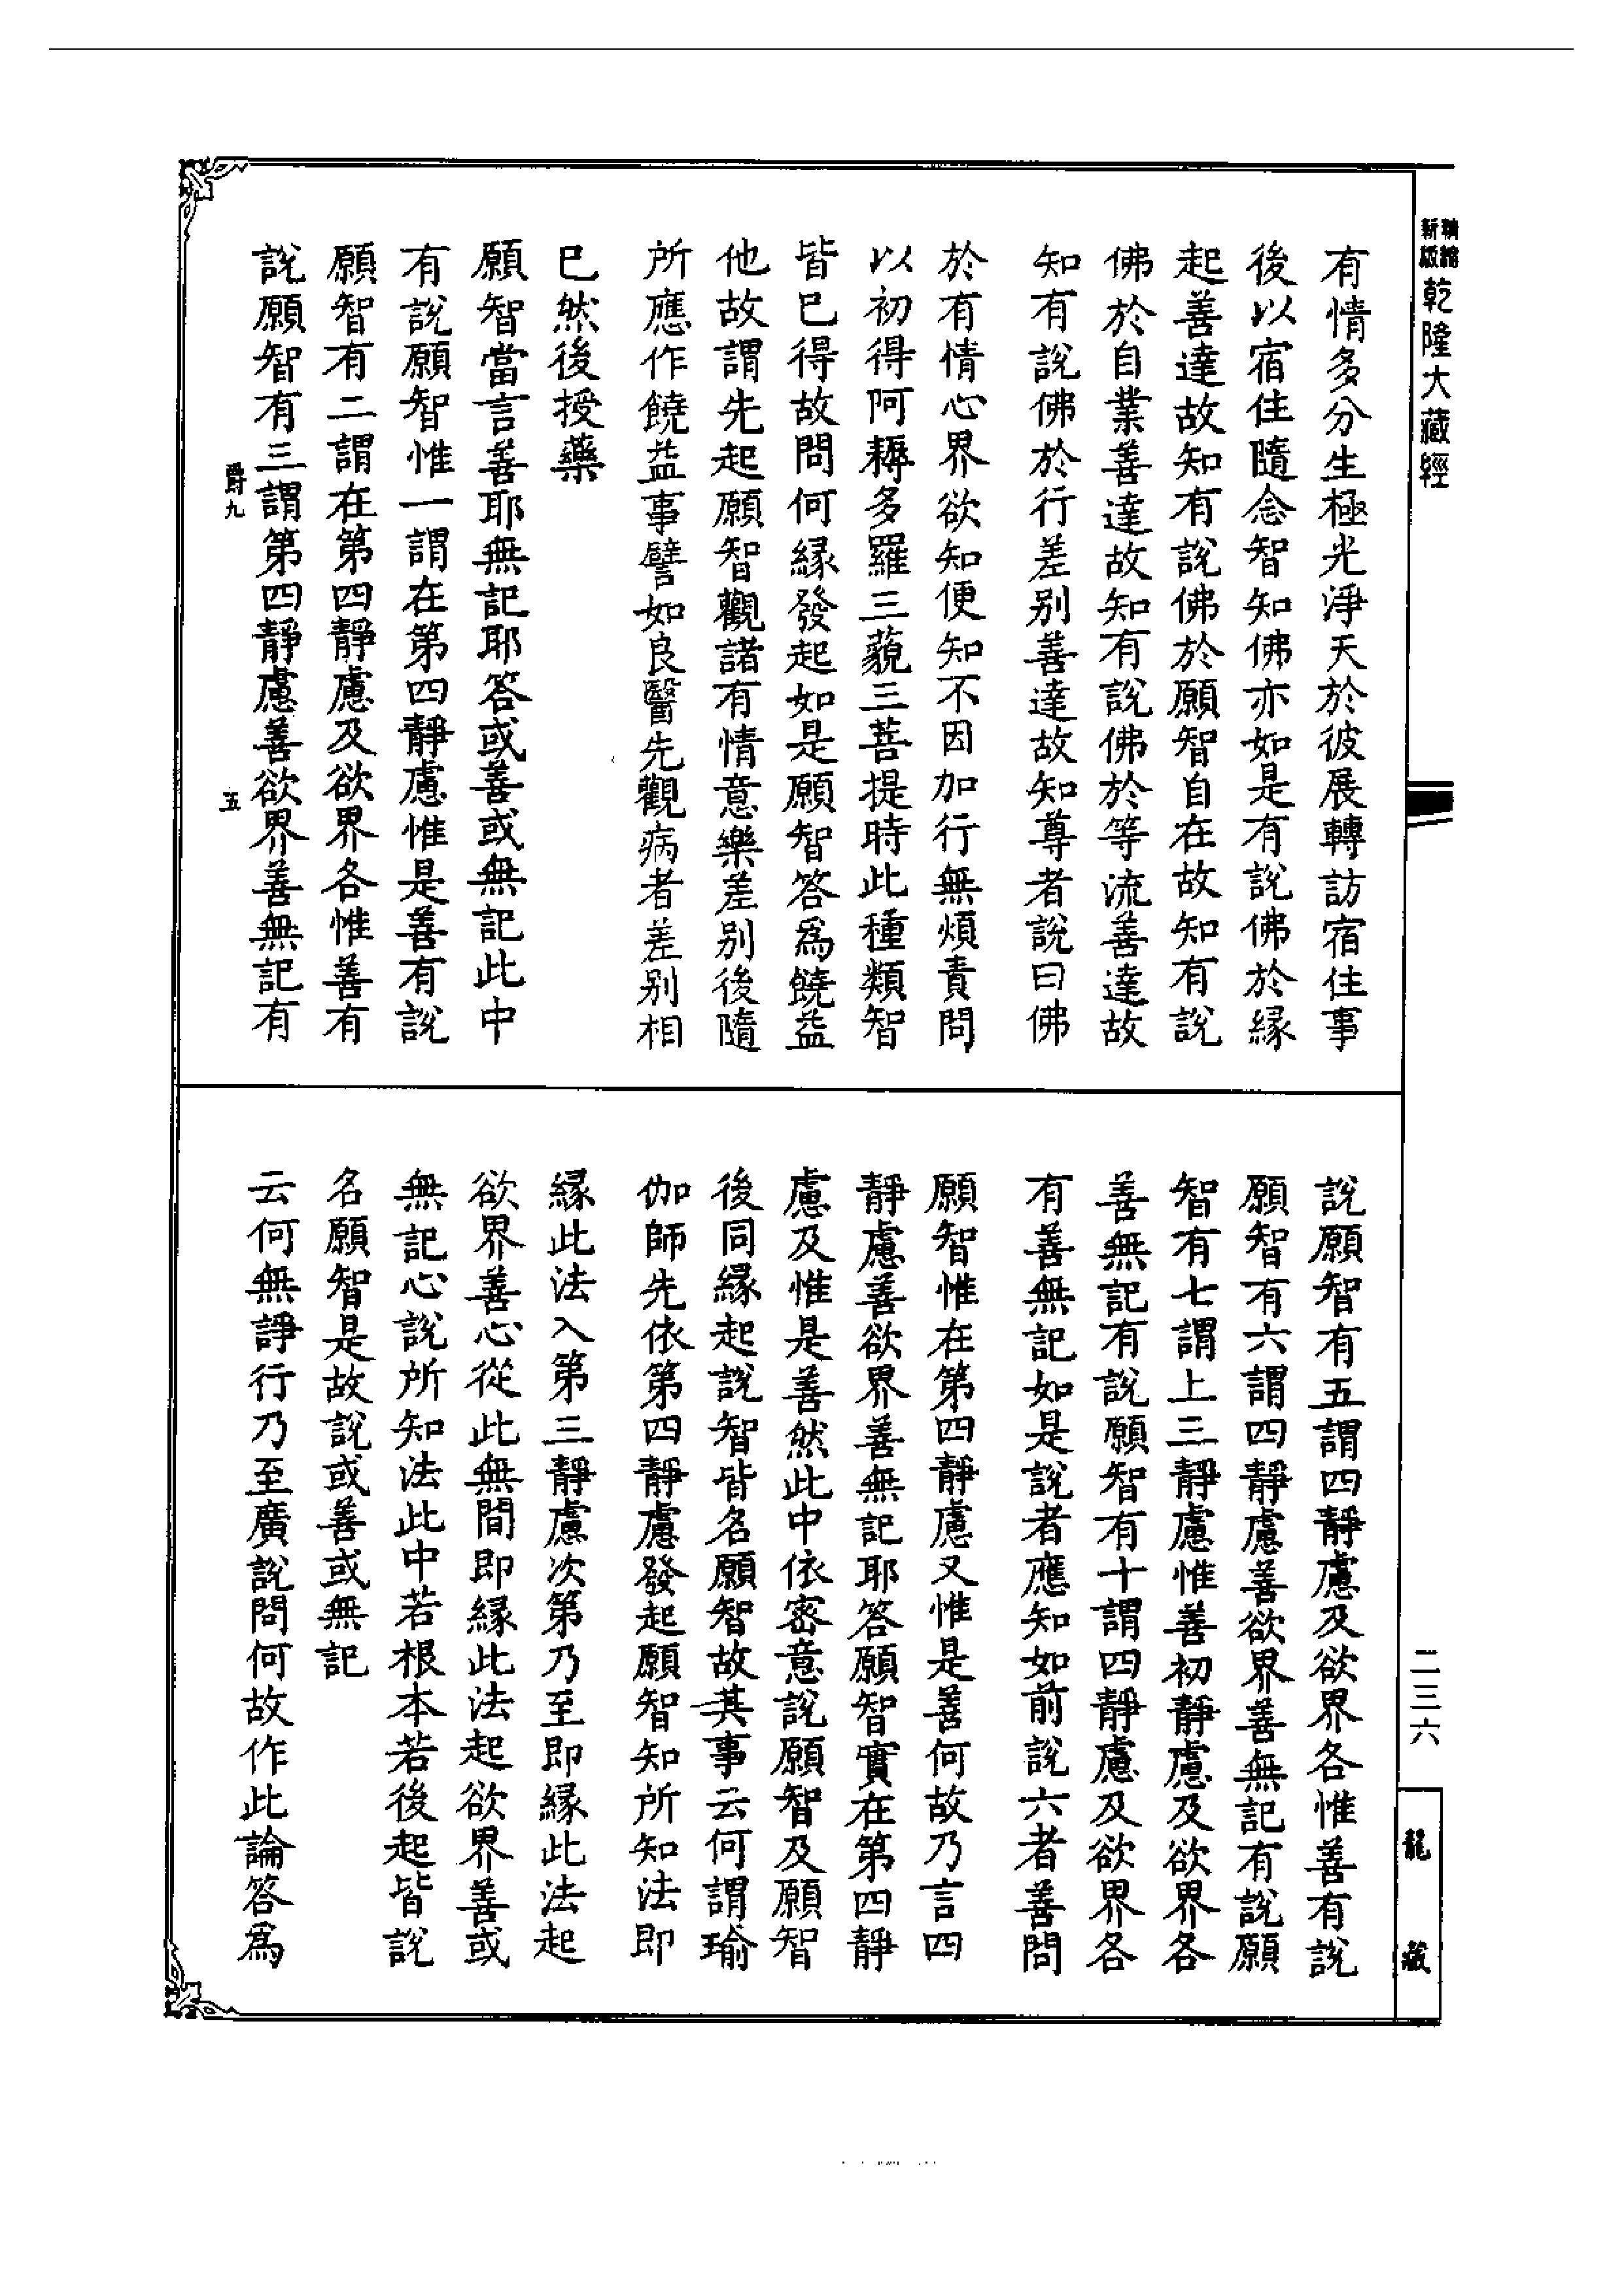 新編縮版乾隆大藏經
有情多分生極光淨天於彼展轉訪宿住事
後以宿住隨念智知佛亦如是有說佛於緣
起善達故知有說佛於願智自在故知有說
佛於自業善達故知有說佛於等流善達故
知有說佛於行差別善達故知尊者說曰佛
於有情心界欲知便知不因加行無煩責問
以初得阿耨多羅三藐三菩提時此種類智
皆已得故問何緣發起如是願智答為饒益
他故謂先起願智觀諸有情意樂差別後隨
所應作饒益事譬如良醫先觀病者差別相
已然後授藥
願智當言善耶無記耶答或善或無記此中
有說願智惟一謂在第四靜慮惟是善有說
願智有二謂在第四靜慮及欲界各惟善有
說願智有三謂第四靜慮善欲界善無記有
爵九
五
說願智有五謂四靜慮及欲界各惟善有說
願智有六謂四靜慮善欲界善無記有說願
智有七謂上三靜慮惟善初靜慮及欲界各
善無記有說願智有十謂四靜慮及欲界各
有善無記如是說者應知如前說六者善問
願智惟在第四靜慮又惟是善何故乃言四
靜慮善欲界善無記耶答願智實在第四靜
慮及惟是善然此中依密意說願智及願智
後同緣起說智皆名願智故其事云何謂瑜
伽師先依第四靜慮發起願智知所知法即
緣此法入第三靜慮次第乃至即緣此法起
欲界善心從此無間即緣此法起欲界善或
無記心說所知法此中若根本若後起皆說
名願智是故說或善或無記
云何無諍行乃至廣說問何故作此論答為
二三六
龍藏